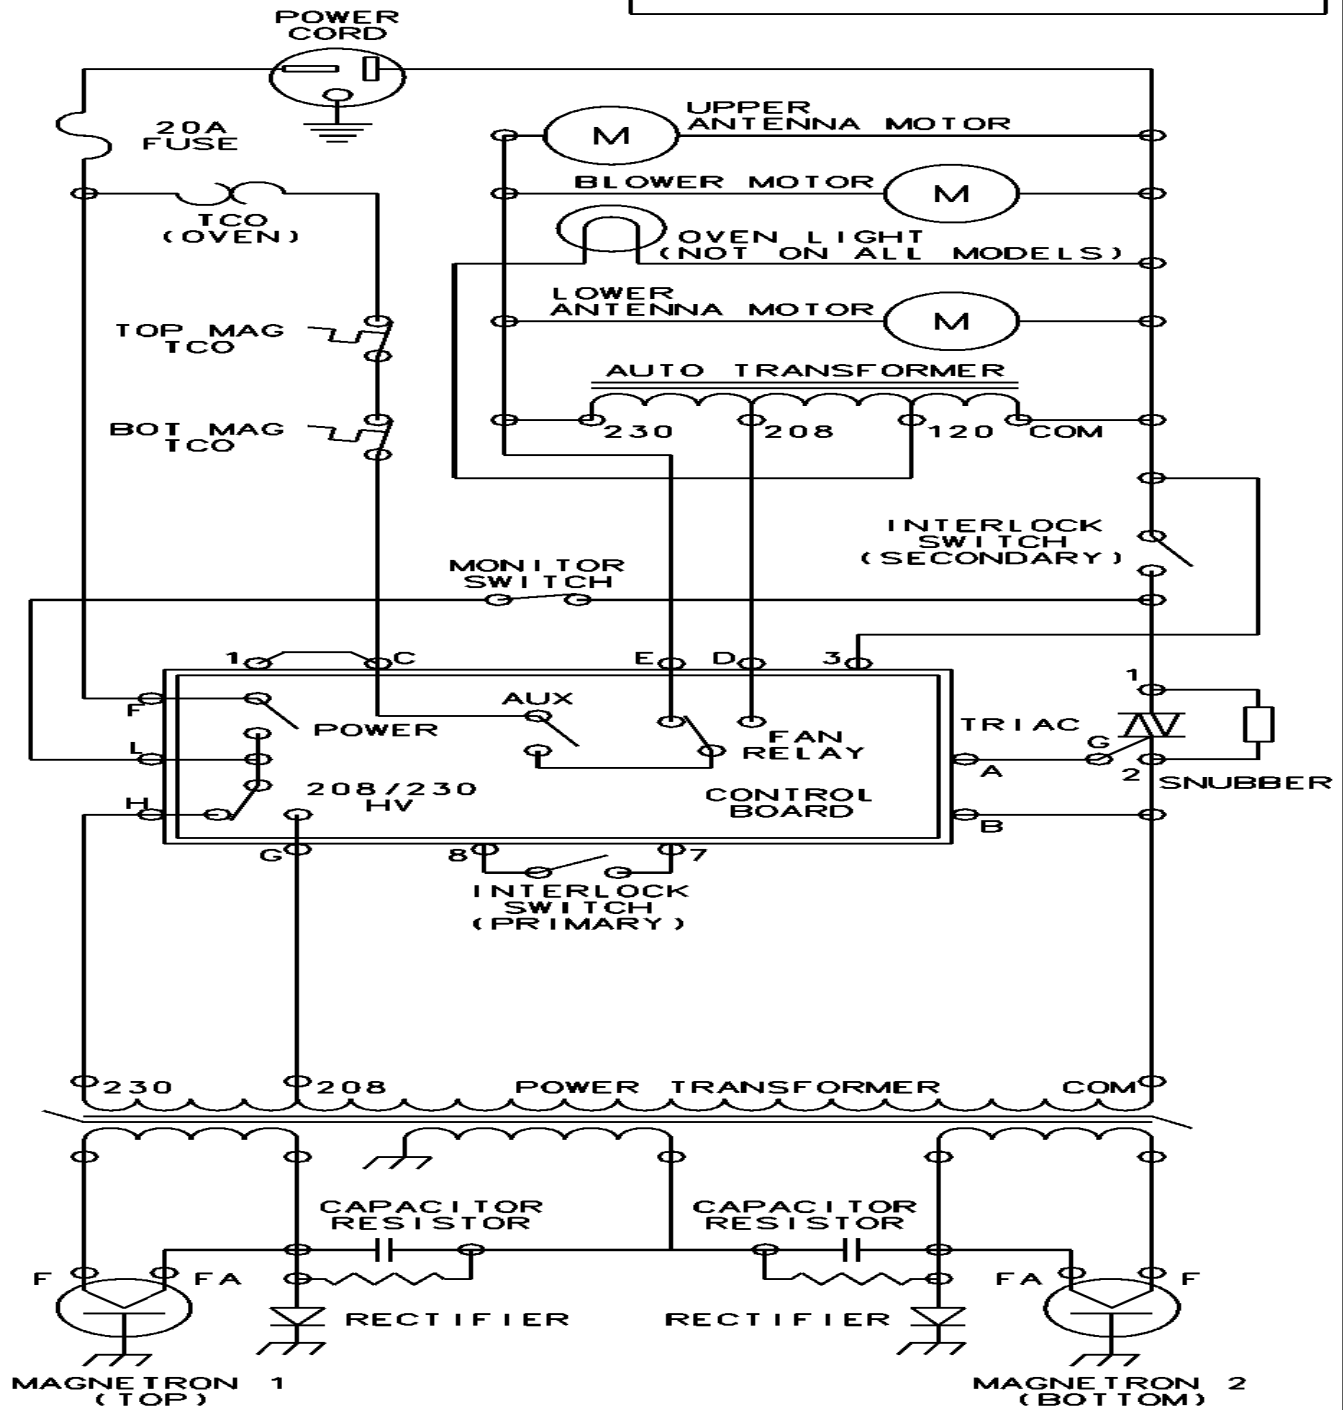 POWER
CORD
20A
FUSE
UPPER
ANTENNA MOTOR
M
BLOWER MOTOR
M
TCO
(OVEN)
OVEN LIGHT
(NOT ON ALL MODELS)
LOWER
ANTENNA MOTOR
M
TOP MAG
TCO
AUTO TRANSFORMER
BOT MAG
TCO
230
208
120
COM
INTERLOCK
SWITCH
(SECONDARY)
MONITOR
SWITCH
1
C
E
D
3
F
POWER
AUX
FAN
RELAY
TRIAC
1
G
2
SNUBBER
L
A
208/230
HV
CONTROL
BOARD
H
B
G
8
7
INTERLOCK
SWITCH
(PRIMARY)
230
208
POWER TRANSFORMER
COM
CAPACITOR
RESISTOR
CAPACITOR
RESISTOR
F
FA
FA
F
RECTIFIER
RECTIFIER
MAGNETRON 1
(TOP)
MAGNETRON 2
(BOTTOM)